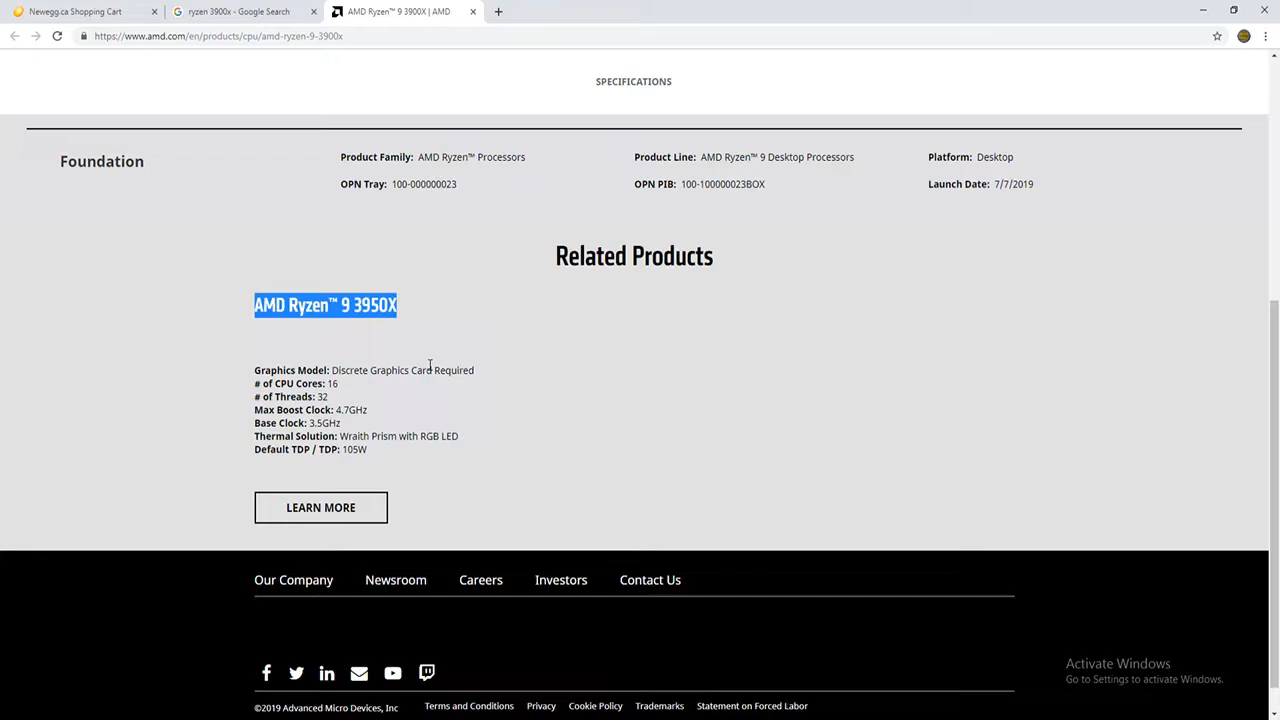 Newegg.ca Shopping Cart
ryzen 3900x - Google Search
AMD Ryzen™ 9 3900X | AMD
https://www.amd.com/en/products/cpu/amd-ryzen-9-3900x
SPECIFICATIONS
Foundation
Product Family: AMD Ryzen™ Processors
Product Line: AMD Ryzen™ 9 Desktop Processors
Platform: Desktop
OPN Tray: 100-000000023
OPN PIB: 100-100000023BOX
Launch Date: 7/7/2019
Related Products
AMD Ryzen™ 9 3950X
Graphics Model: Discrete Graphics Card Required
# of CPU Cores: 16
# of Threads: 32
Max Boost Clock: 4.7GHz
Base Clock: 3.5GHz
Thermal Solution: Wraith Prism with RGB LED
Default TDP / TDP: 105W
LEARN MORE
Our Company Newsroom Careers Investors Contact Us
Activate Windows
Go to Settings to activate Windows.
©2019 Advanced Micro Devices, Inc Terms and Conditions Privacy Cookie Policy Trademarks Statement on Forced Labor